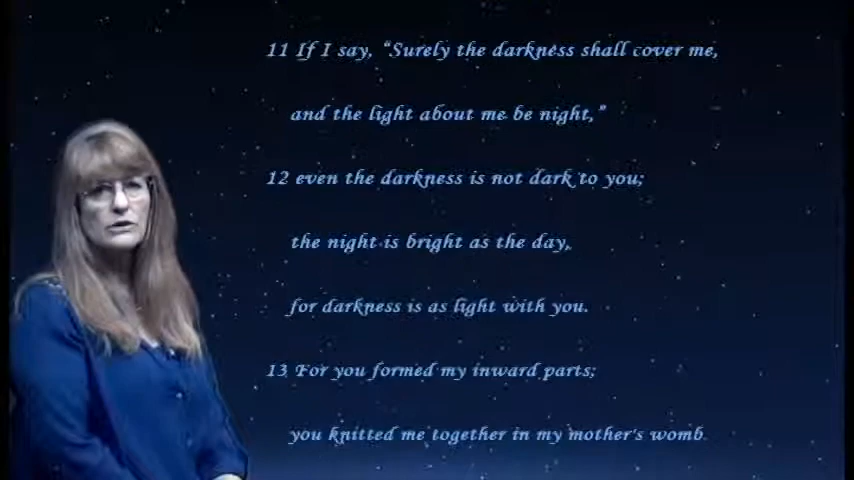 11 If I say, “Surely the darkness shall cover me,
and the light about me be night,”
12 even the darkness is not dark to you;
the night is bright as the day,
for darkness is as light with you.
13 For you formed my inward parts;
you knitted me together in my mother's womb.